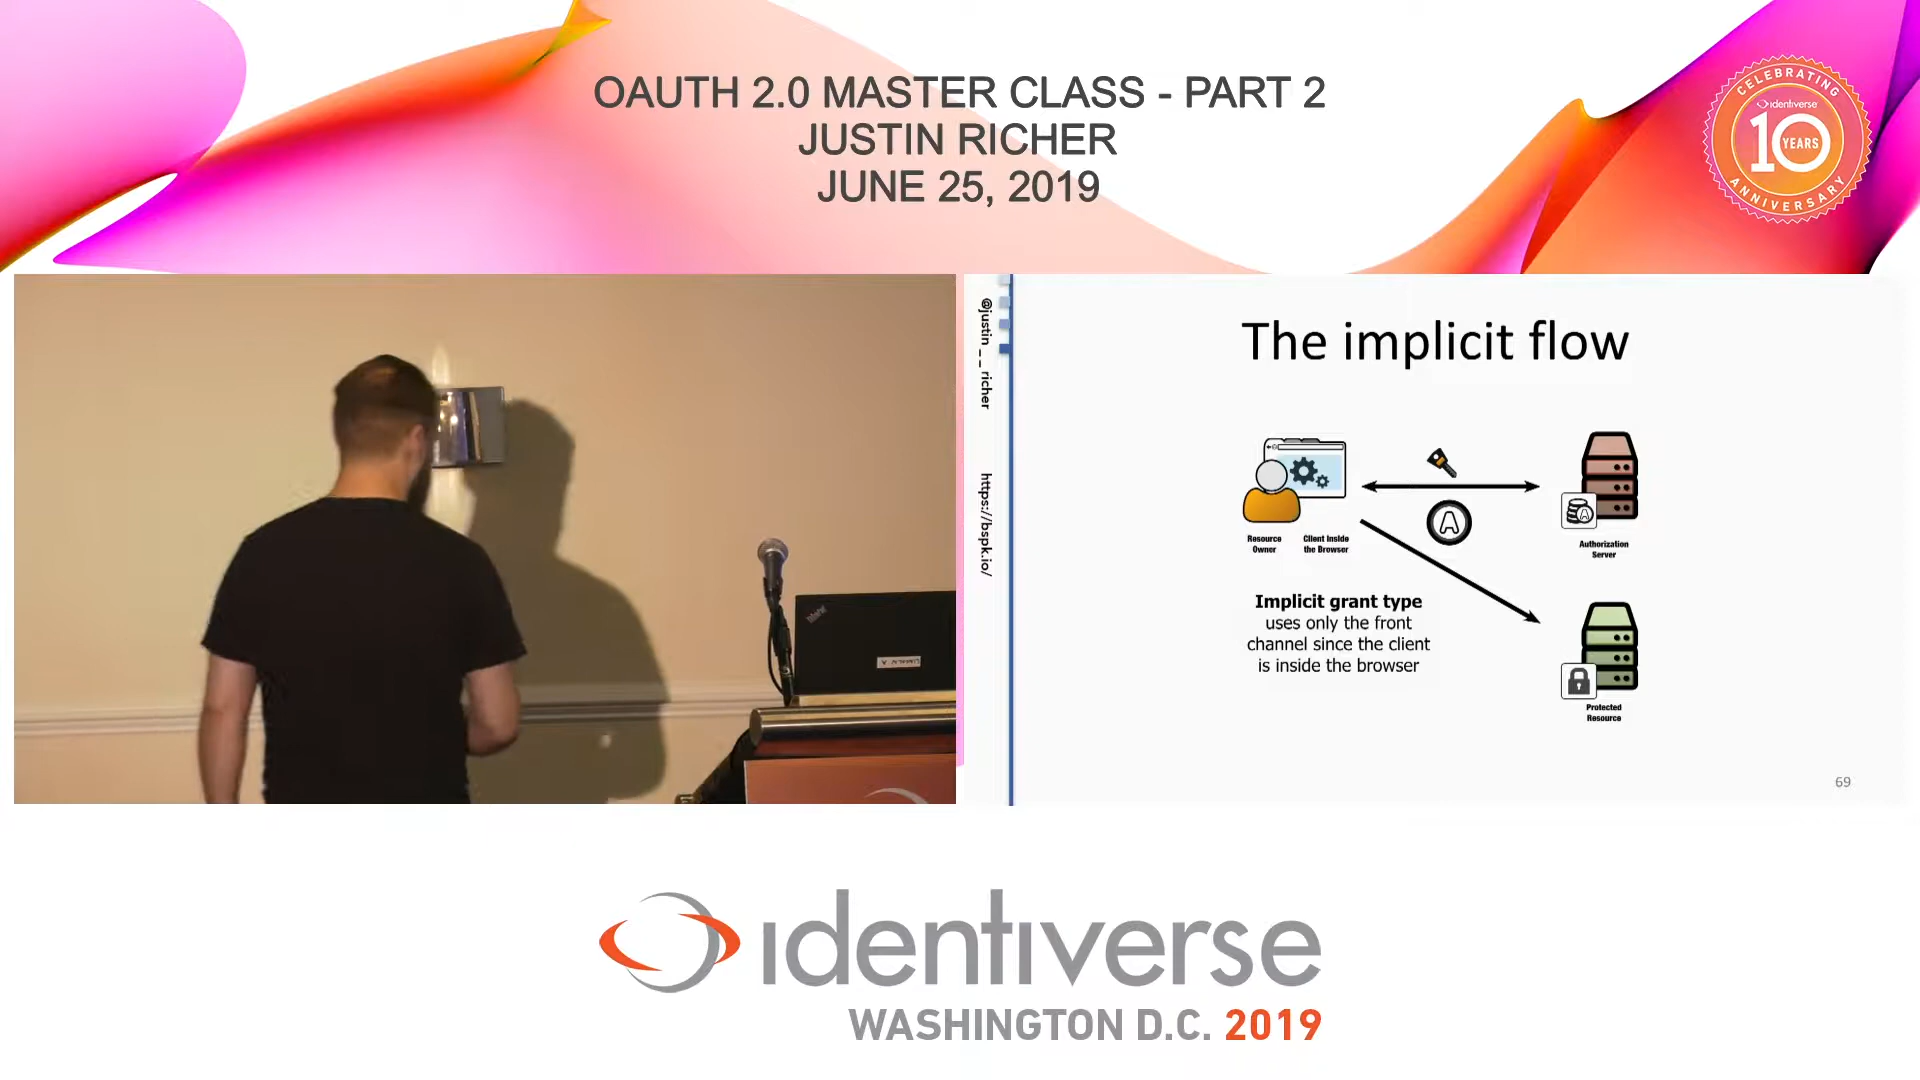 OAUTH 2.0 MASTER CLASS - PART 2
JUSTIN RICHER
JUNE 25, 2019
CELEBRATING
identiverse
10 YEARS
ANNIVERSARY
@justin__richer
https://bspk.io/
The implicit flow
A
A
Resource
Owner
Client Inside
the Browser
Authorization
Server
Implicit grant type
uses only the front
channel since the client
is inside the browser
Protected
Resource
69
identiverse
WASHINGTON D.C. 2019